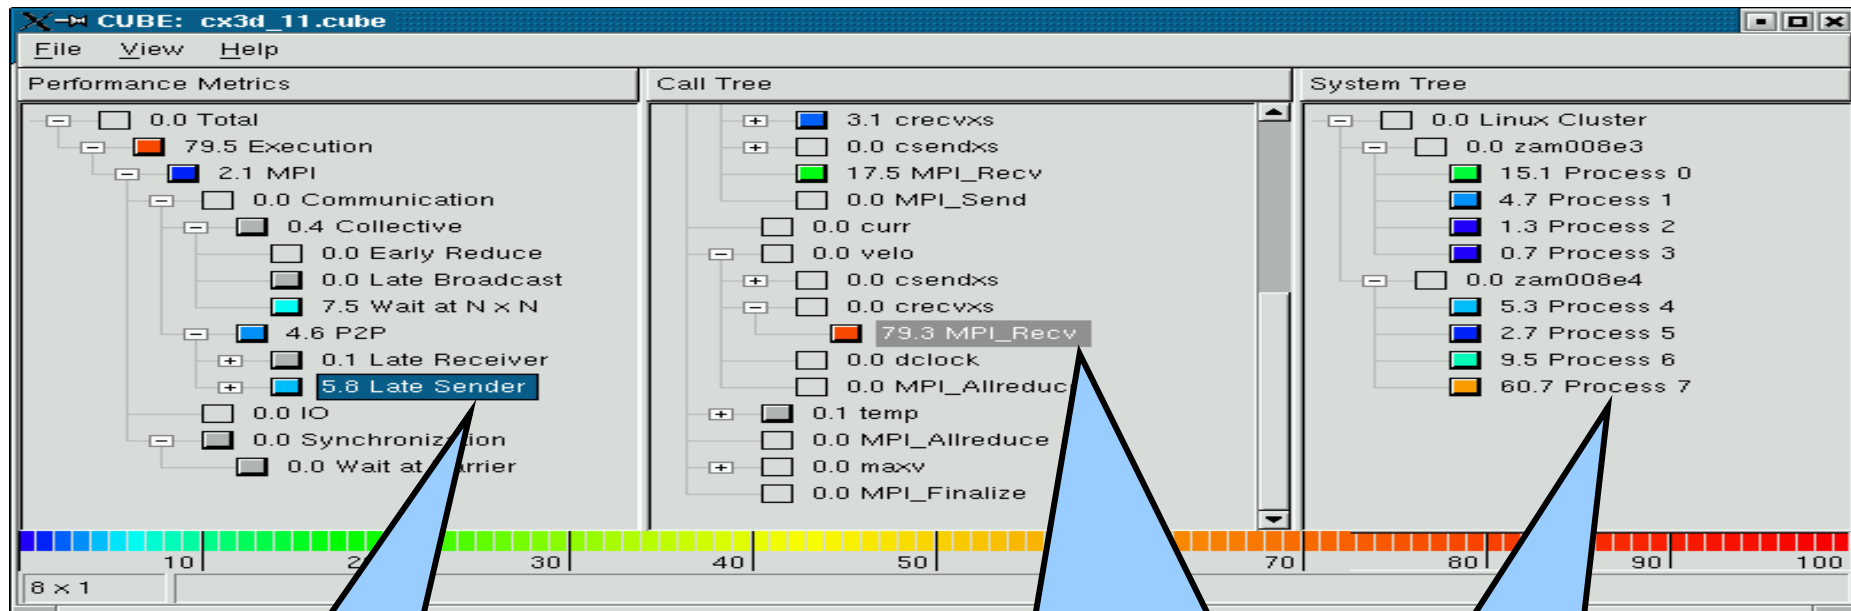 CUBE: cx3d_11.cube
File View Help
Performance Metrics
0.0 Total
79.5 Execution
2.1 MPI
0.0 Communication
0.4 Collective
0.0 Early Reduce
0.0 Late Broadcast
7.5 Wait at N x N
4.6 P2P
0.1 Late Receiver
5.8 Late Sender
0.0 IO
0.0 Synchronization
0.0 Wait at Barrier
Call Tree
3.1 crecvxs
0.0 csendxs
17.5 MPI_Recv
0.0 MPI_Send
0.0 curr
0.0 velo
0.0 csendxs
0.0 crecvxs
79.3 MPI_Recv
0.0 dclock
0.0 MPI_Allreduce
0.1 temp
0.0 MPI_Allreduce
0.0 maxv
0.0 MPI_Finalize
System Tree
0.0 Linux Cluster
0.0 zam008e3
15.1 Process 0
4.7 Process 1
1.3 Process 2
0.7 Process 3
0.0 zam008e4
5.3 Process 4
2.7 Process 5
9.5 Process 6
60.7 Process 7
10 30 40 50 70 80 90 100
8 x 1